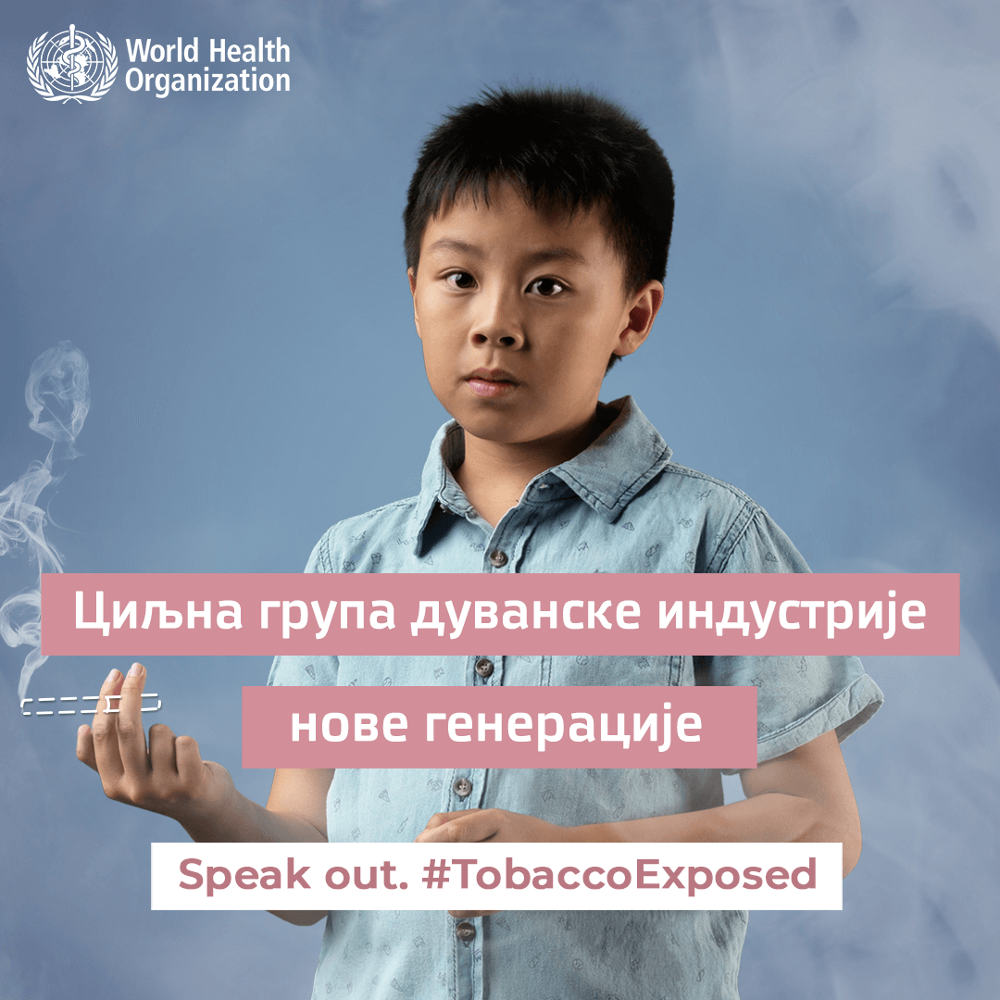 World Health
Organization
Циљна група дуванске индустрије
нове генерације
Speak out. #TobaccoExposed